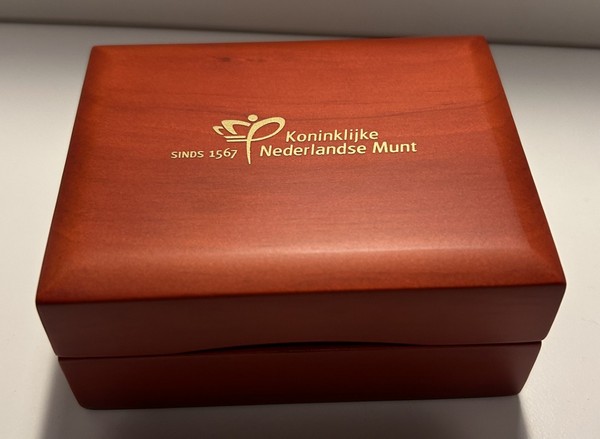 Koninklijke
SINDS 1567 Nederlandse Munt